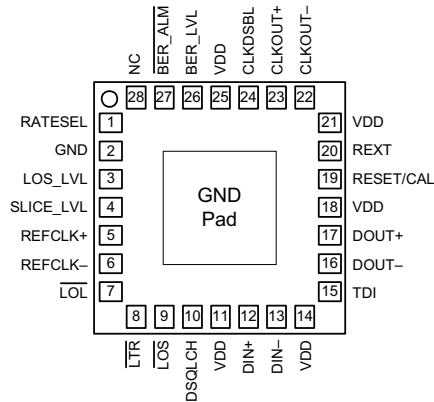 NC
BER_ALM
BER_LVL
VDD
CLKDSBL
CLKOUT+
CLKOUT–
28 27 26 25 24 23 22
RATESEL 1
GND 2
LOS_LVL 3
SLICE_LVL 4
REFCLK+ 5
REFCLK– 6
LOL 7
GND
Pad
21 VDD
20 REXT
19 RESET/CAL
18 VDD
17 DOUT+
16 DOUT–
15 TDI
8 9 10 11 12 13 14
LTR
LOS
DSQLCH
VDD
DIN+
DIN–
VDD